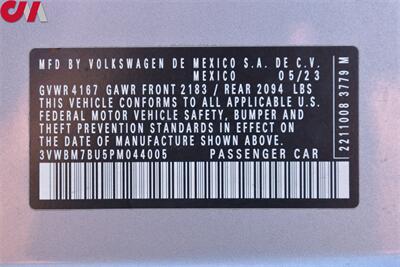 CIA
MFD BY VOLKSWAGEN DE MEXICO S.A. DE C.V.
MEXICO 05/23
GVWR 4167 GAWR FRONT 2183 / REAR 2094 LBS
THIS VEHICLE CONFORMS TO ALL APPLICABLE U.S.
FEDERAL MOTOR VEHICLE SAFETY, BUMPER AND
THEFT PREVENTION STANDARDS IN EFFECT ON
THE DATE OF MANUFACTURE SHOWN ABOVE.
3VWBM7BU5PM044005 PASSENGER CAR
22110083 3779 M